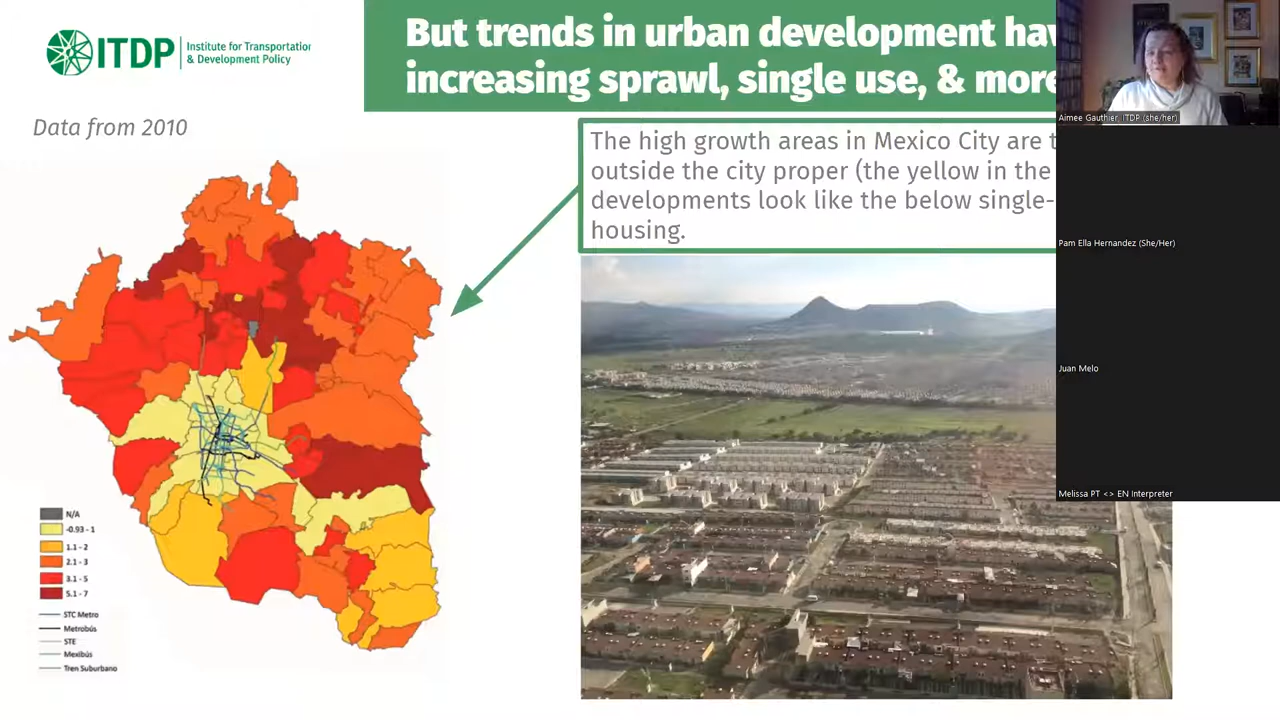 ITDP
Institute for Transportation
& Development Policy
But trends in urban development hav
increasing sprawl, single use, & more
Data from 2010
The high growth areas in Mexico City are t
outside the city proper (the yellow in the
developments look like the below single-
housing.
N/A
-0.93 - 1
1.1 - 2
2.1 - 3
3.1 - 5
5.1 - 7
STC Metro
Metrobús
STE
Mexibús
Tren Suburbano
Aimee Gauthier_ITDP (she/her)
Pam Ella Hernandez (She/Her)
Juan Melo
Melissa PT <> EN Interpreter